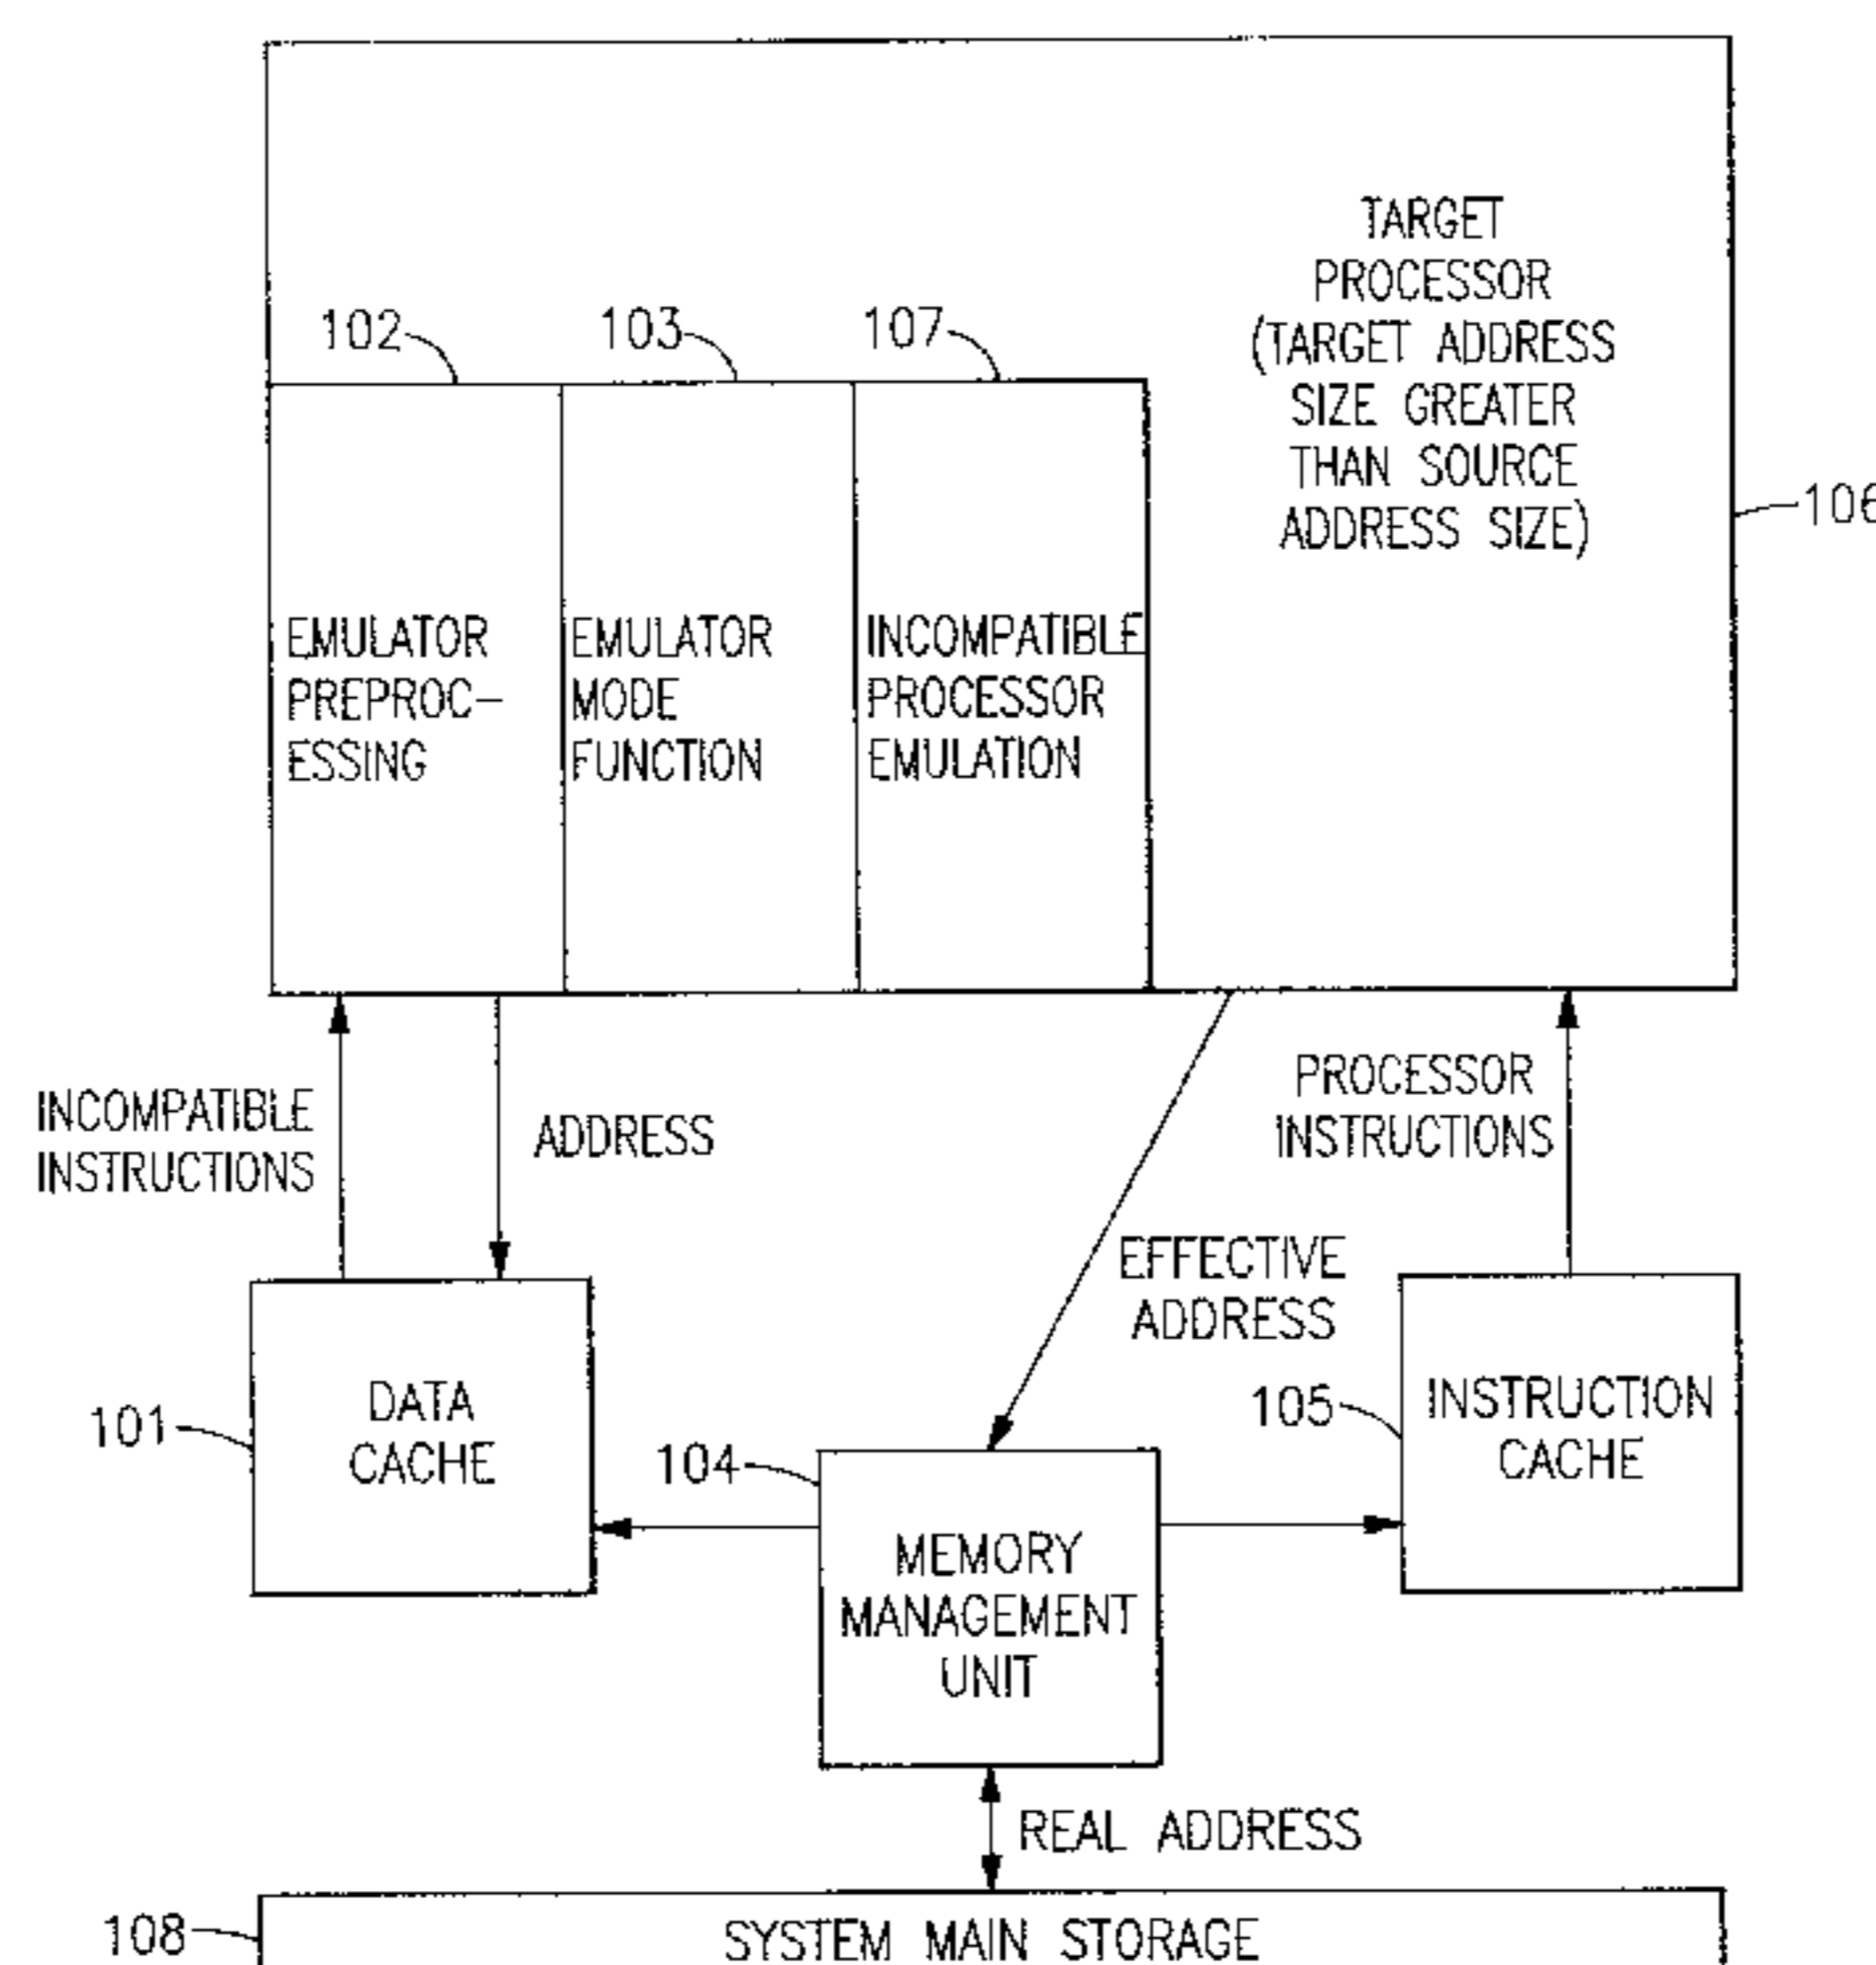 TARGET
PROCESSOR
(TARGET ADDRESS
SIZE GREATER
THAN SOURCE
ADDRESS SIZE)
102
103
107
106
EMULATOR
PREPROC-
ESSING
EMULATOR
MODE
FUNCTION
INCOMPATIBLE
PROCESSOR
EMULATION
INCOMPATIBLE
INSTRUCTIONS
ADDRESS
PROCESSOR
INSTRUCTIONS
EFFECTIVE
ADDRESS
101
DATA
CACHE
104
MEMORY
MANAGEMENT
UNIT
105
INSTRUCTION
CACHE
REAL ADDRESS
108
SYSTEM MAIN STORAGE